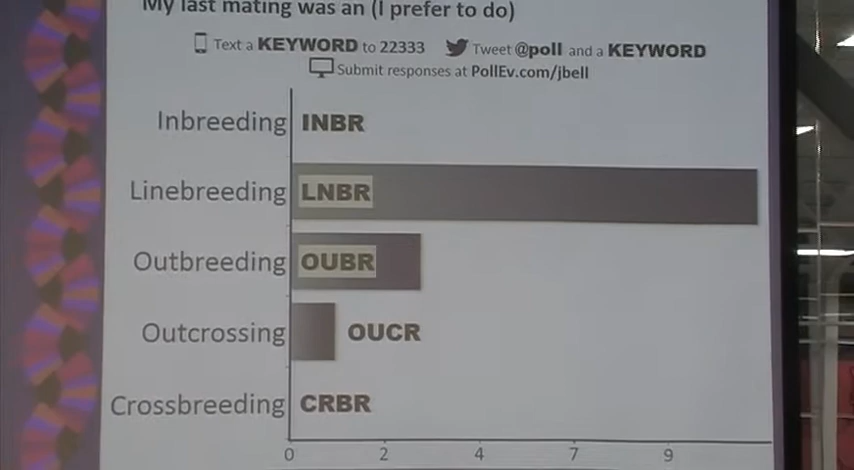 My last mating was an (I prefer to do)
Text a KEYWORD to 22333 Tweet @poll and a KEYWORD
Submit responses at PollEv.com/jbell
Inbreeding INBR
Linebreeding LNBR
Outbreeding OUBR
Outcrossing OUCR
Crossbreeding CRBR
0 2 4 7 9